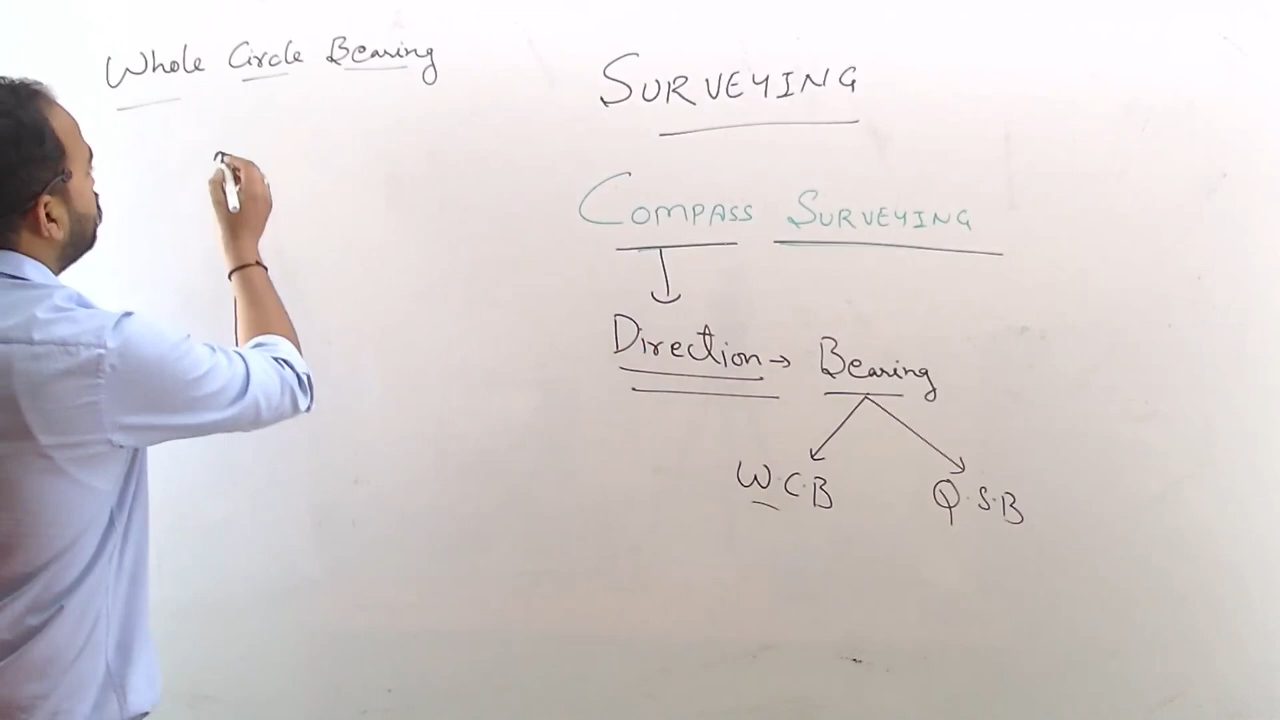 Whole Circle Bearing
SURVEYING
COMPASS SURVEYING
Direction → Bearing
W.C.B
Q.S.B